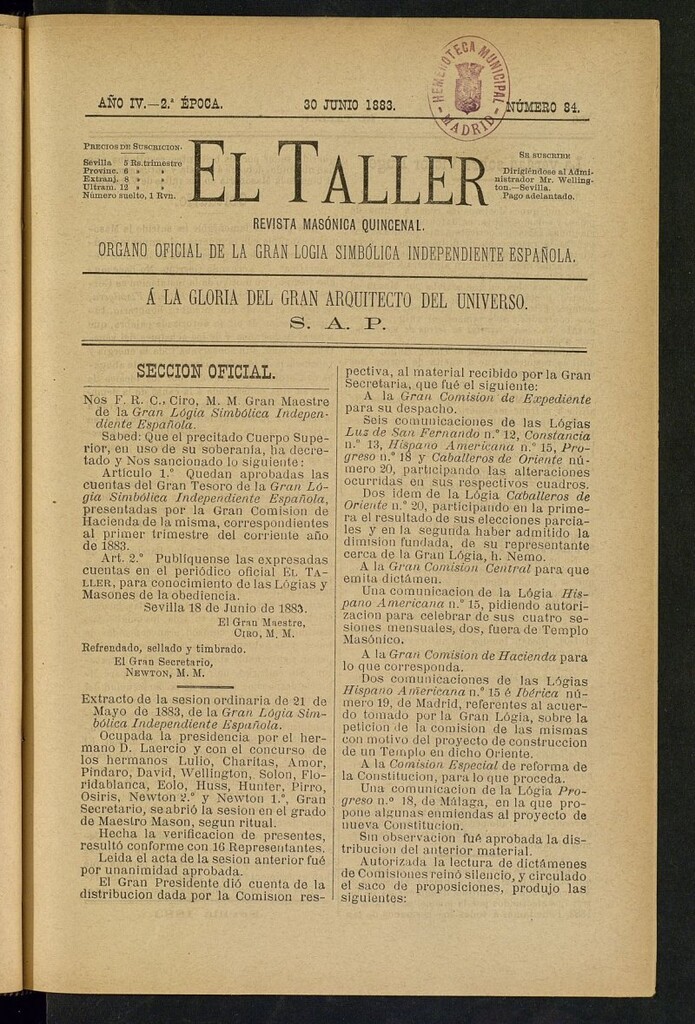 AÑO IV.—2.ª ÉPOCA.
30 JUNIO 1883.
NÚMERO 84.
HEMEROTECA MUNICIPAL
MADRID
PRECIOS DE SUSCRICION.
Sevilla 5 Rs. trimestre
Provinc. 6 » »
Extranj. 8 » »
Ultram. 12 » »
Número suelto, 1 Rvn.
EL TALLER
SE SUSCRIBE
Dirigiéndose al Admi-
nistrador Mr. Welling-
ton.—Sevilla.
Pago adelantado.
REVISTA MASÓNICA QUINCENAL.
ORGANO OFICIAL DE LA GRAN LOGIA SIMBÓLICA INDEPENDIENTE ESPAÑOLA.
Á LA GLORIA DEL GRAN ARQUITECTO DEL UNIVERSO.
S. A. P.
SECCION OFICIAL.
Nos F. R. C., Ciro, M. M. Gran Maestre
de la Gran Lógia Simbólica Indepen-
diente Española.
Sabed: Que el precitado Cuerpo Supe-
rior, en uso de su soberanía, ha decre-
tado y Nos sancionado lo siguiente:
Artículo 1.º Quedan aprobadas las
cuentas del Gran Tesoro de la Gran Ló-
gia Simbólica Independiente Española,
presentadas por la Gran Comision de
Hacienda de la misma, correspondientes
al primer trimestre del corriente año
de 1883.
Art. 2.º Publíquense las expresadas
cuentas en el periódico oficial EL TA-
LLER, para conocimiento de las Lógias y
Masones de la obediencia.
Sevilla 18 de Junio de 1883.
El Gran Maestre,
CIRO, M. M.
Refrendado, sellado y timbrado.
El Gran Secretario,
NEWTON, M. M.
Extracto de la sesion ordinaria de 21 de
Mayo de 1883, de la Gran Lógia Sim-
bólica Independiente Española.
Ocupada la presidencia por el her-
mano D. Laercio y con el concurso de
los hermanos Lulio, Charitas, Amor,
Píndaro, David, Wellington, Solon, Flo-
ridablanca, Eolo, Huss, Hunter, Pirro,
Osiris, Newton 2.º y Newton 1.º, Gran
Secretario, se abrió la sesion en el grado
de Maestro Mason, segun ritual.
Hecha la verificacion de presentes,
resultó conforme con 16 Representantes.
Leida el acta de la sesion anterior fué
por unanimidad aprobada.
El Gran Presidente dió cuenta de la
distribucion dada por la Comision res-
pectiva, al material recibido por la Gran
Secretaría, que fué el siguiente:
A la Gran Comision de Expediente
para su despacho.
Seis comunicaciones de las Lógias
Luz de San Fernando n.º 12, Constancia
n.º 13, Hispano Americana n.º 15, Pro-
greso n.º 18 y Caballeros de Oriente nú-
mero 20, participando las alteraciones
ocurridas en sus respectivos cuadros.
Dos idem de la Lógia Caballeros de
Oriente n.º 20, participando en la prime-
ra el resultado de sus elecciones parcia-
les y en la segunda haber admitido la
dimision fundada, de su representante
cerca de la Gran Lógia, h. Nemo.
A la Gran Comision Central para que
emita dictámen.
Una comunicacion de la Lógia His-
pano Americana n.º 15, pidiendo autori-
zacion para celebrar de sus cuatro se-
siones mensuales, dos, fuera de Templo
Masónico.
A la Gran Comision de Hacienda para
lo que corresponda.
Dos comunicaciones de las Lógias
Hispano Americana n.º 15 é Ibérica nú-
mero 19, de Madrid, referentes al acuer-
do tomado por la Gran Lógia, sobre la
peticion de la comision de las mismas
con motivo del proyecto de construccion
de un Templo en dicho Oriente.
A la Comision Especial de reforma de
la Constitucion, para lo que proceda.
Una comunicacion de la Lógia Pro-
greso n.º 18, de Málaga, en la que pro-
pone algunas enmiendas al proyecto de
nueva Constitucion.
Sin observacion fué aprobada la dis-
tribucion del anterior material.
Autorizada la lectura de dictámenes
de Comisiones reinó silencio, y circulado
el saco de proposiciones, produjo las
siguientes: